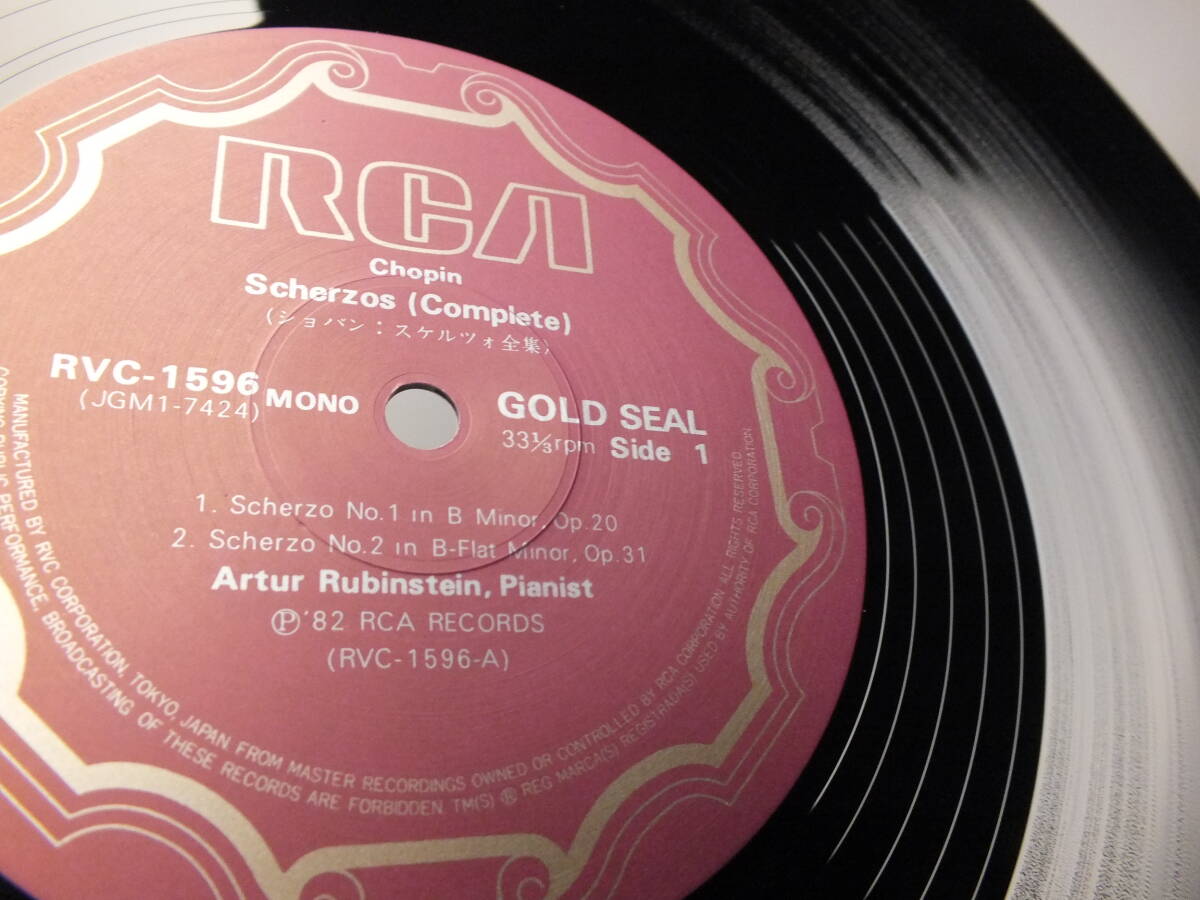 RCA
Chopin
Scherzos (Complete)
(ショパン：スケルツォ全集)
RVC-1596
(JGM1-7424)
MONO
GOLD SEAL
33⅓rpm Side 1
1. Scherzo No.1 in B Minor, Op.20
2. Scherzo No.2 in B-Flat Minor, Op.31
Artur Rubinstein, Pianist
Ⓟ'82 RCA RECORDS
(RVC-1596-A)
MANUFACTURED BY RVC CORPORATION, TOKYO, JAPAN FROM MASTER RECORDINGS OWNED OR CONTROLLED BY RCA CORPORATION ALL RIGHTS RESERVED.
COPYING PUBLIC PERFORMANCE, BROADCASTING OF THESE RECORDS ARE FORBIDDEN. TM(S) ® REG MARCA(S) REGISTRADA(S) USED BY AUTHORITY OF RCA CORPORATION.